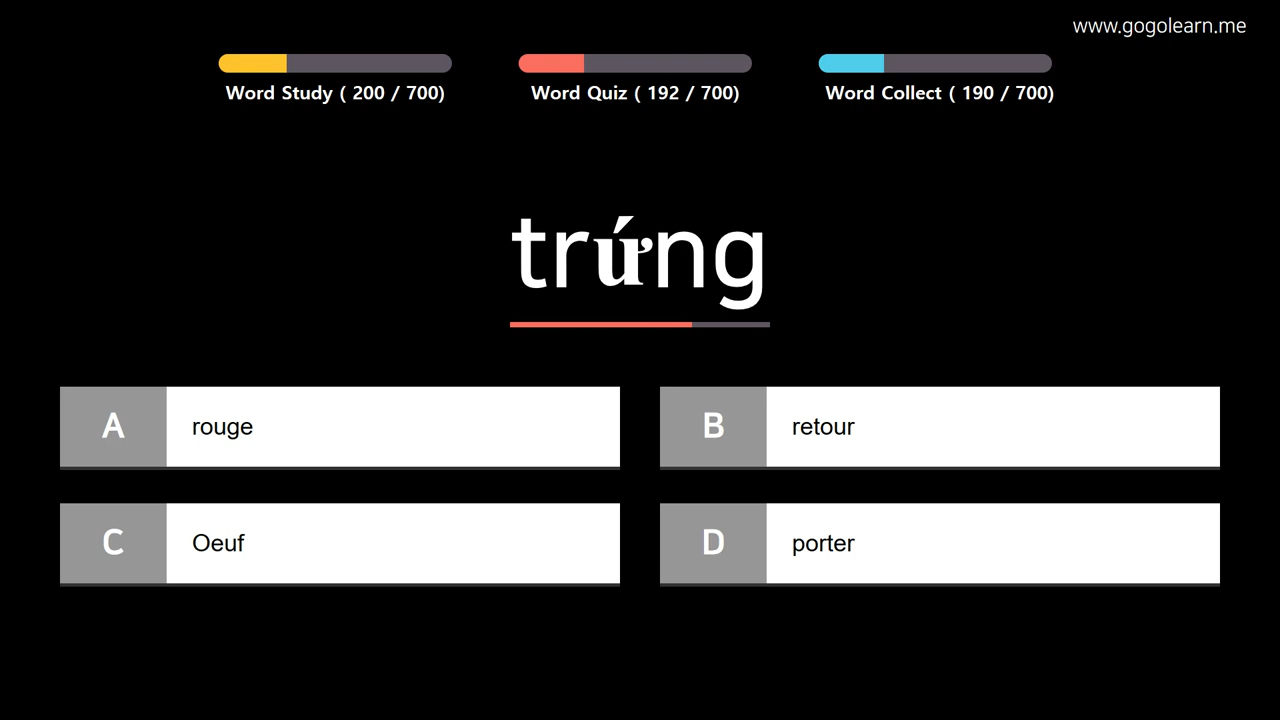 www.gogolearn.me
Word Study ( 200 / 700)
Word Quiz ( 192 / 700)
Word Collect ( 190 / 700)
trứng
A rouge
B retour
C Oeuf
D porter